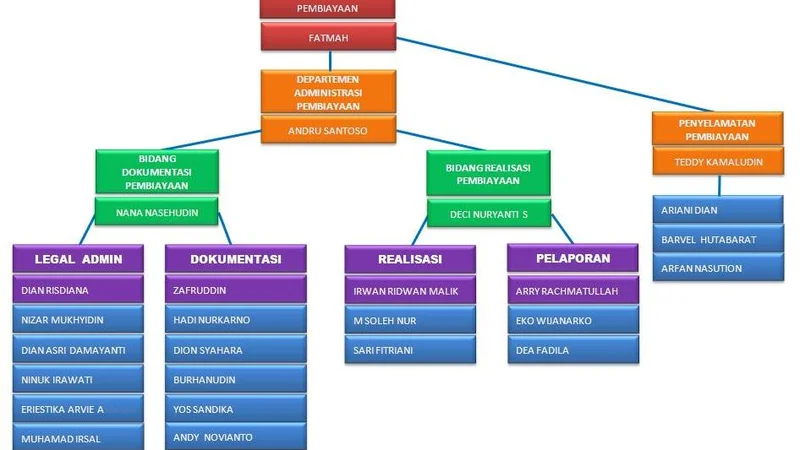 PEMBIAYAAN
FATMAH
DEPARTEMEN
ADMINISTRASI
PEMBIAYAAN
ANDRU SANTOSO
PENYELAMATAN
PEMBIAYAAN
TEDDY KAMALUDIN
ARIANI DIAN
BARVEL HUTABARAT
ARFAN NASUTION
BIDANG
DOKUMENTASI
PEMBIAYAAN
NANA NASEHUDIN
BIDANG REALISASI
PEMBIAYAAN
DECI NURYANTI S
LEGAL ADMIN
DIAN RISDIANA
NIZAR MUKHYIDIN
DIAN ASRI DAMAYANTI
NINUK IRAWATI
ERIESTIKA ARVIE A
MUHAMAD IRSAL
DOKUMENTASI
ZAFRUDDIN
HADI NURKARNO
DION SYAHARA
BURHANUDIN
YOS SANDIKA
ANDY NOVIANTO
REALISASI
IRWAN RIDWAN MALIK
M SOLEH NUR
SARI FITRIANI
PELAPORAN
ARRY RACHMATULLAH
EKO WIJANARKO
DEA FADILA